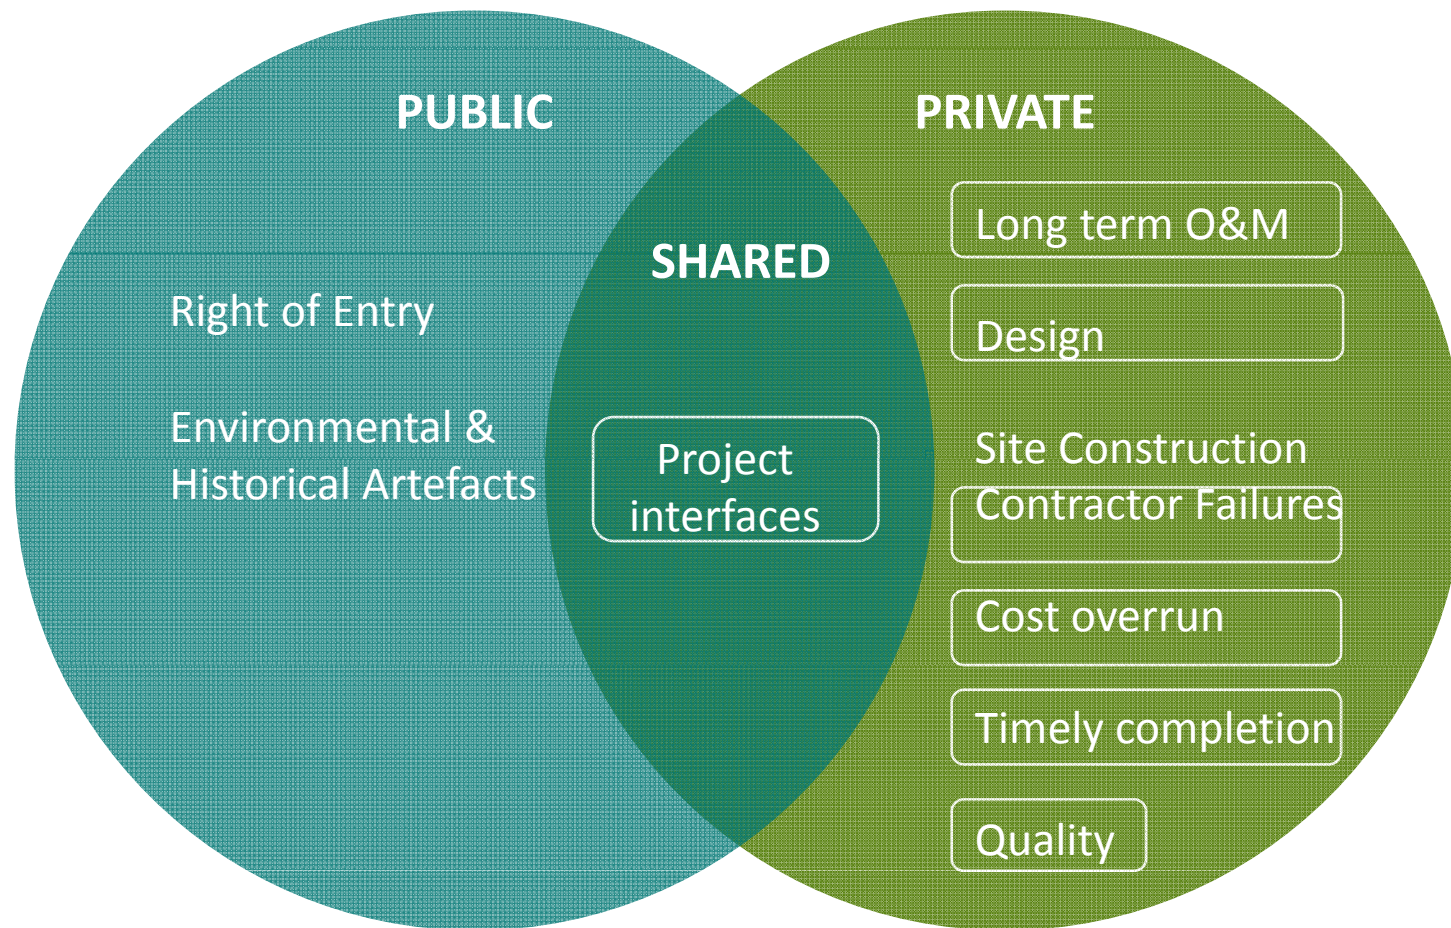 PUBLIC
Right of Entry
Environmental &
Historical Artefacts
SHARED
Project
interfaces
PRIVATE
Long term O&M
Design
Site Construction
Contractor Failures
Cost overrun
Timely completion
Quality